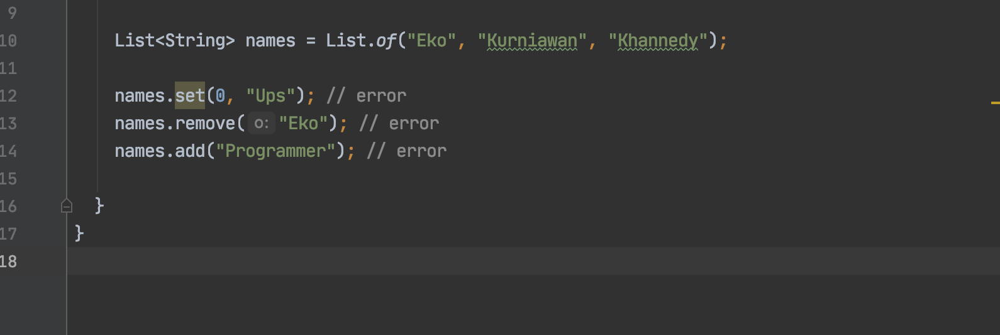 9
10 List<String> names = List.of("Eko", "Kurniawan", "Khannedy");
11
12 names.set(0, "Ups"); // error
13 names.remove( o: "Eko"); // error
14 names.add("Programmer"); // error
15
16 }
17 }
18